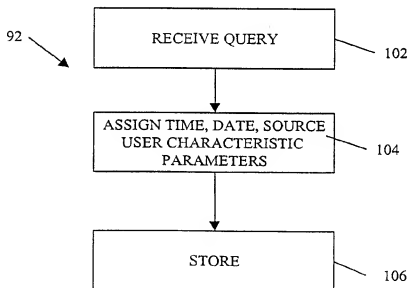 RECEIVE QUERY
92
102
ASSIGN TIME, DATE, SOURCE
USER CHARACTERISTIC
PARAMETERS
104
STORE
106